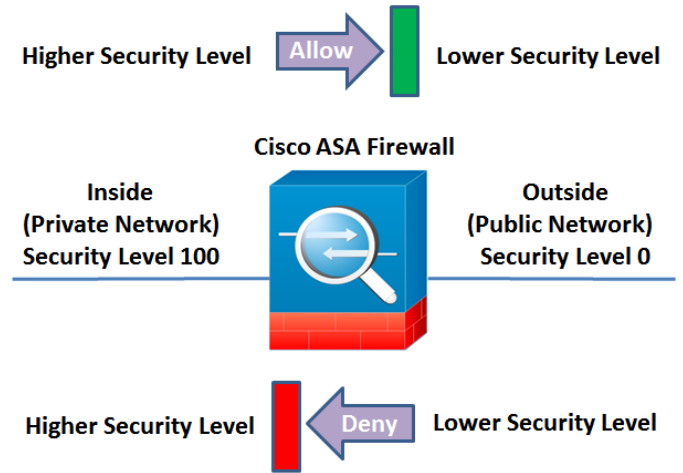 Higher Security Level
Allow
Lower Security Level
Cisco ASA Firewall
Inside
(Private Network)
Security Level 100
Outside
(Public Network)
Security Level 0
Higher Security Level
Deny
Lower Security Level